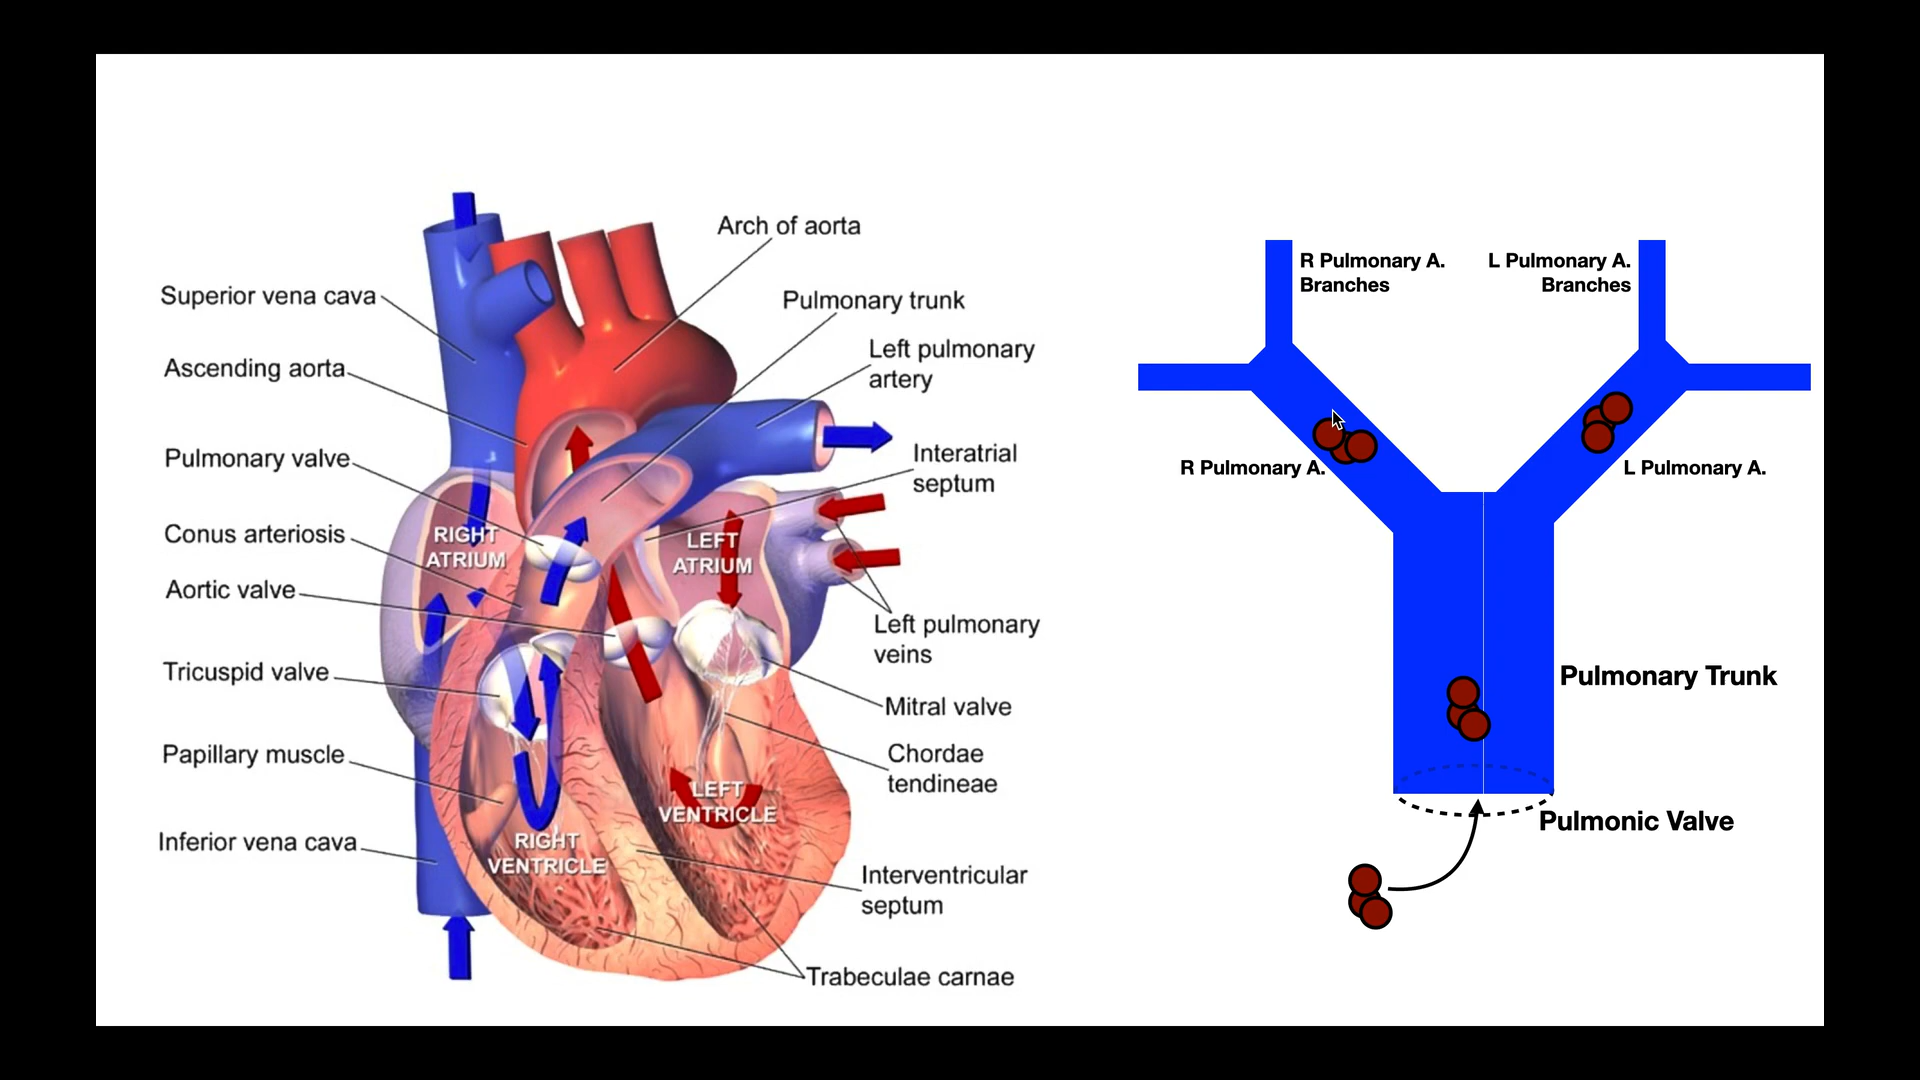 Arch of aorta
Superior vena cava
Pulmonary trunk
Ascending aorta
Left pulmonary
artery
Pulmonary valve
Interatrial
septum
Conus arteriosis
RIGHT
ATRIUM
LEFT
ATRIUM
Aortic valve
Left pulmonary
veins
Tricuspid valve
Mitral valve
Papillary muscle
Chordae
tendineae
LEFT
VENTRICLE
Inferior vena cava
RIGHT
VENTRICLE
Interventricular
septum
Trabeculae carnae
R Pulmonary A.
Branches
L Pulmonary A.
Branches
R Pulmonary A.
L Pulmonary A.
Pulmonary Trunk
Pulmonic Valve